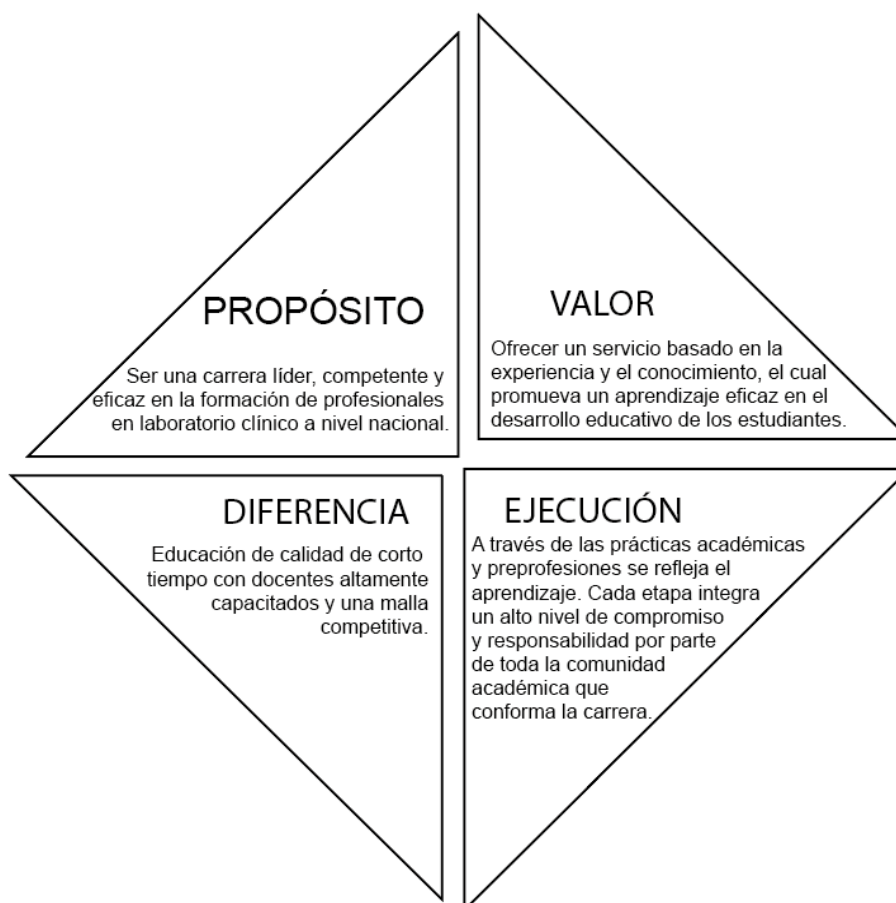 PROPÓSITO
Ser una carrera líder, competente y
eficaz en la formación de profesionales
en laboratorio clínico a nivel nacional.
VALOR
Ofrecer un servicio basado en la
experiencia y el conocimiento, el cual
promueva un aprendizaje eficaz en el
desarrollo educativo de los estudiantes.
DIFERENCIA
Educación de calidad de corto
tiempo con docentes altamente
capacitados y una malla
competitiva.
EJECUCIÓN
A través de las prácticas académicas
y preprofesiones se refleja el
aprendizaje. Cada etapa integra
un alto nivel de compromiso
y responsabilidad por parte
de toda la comunidad
académica que
conforma la carrera.